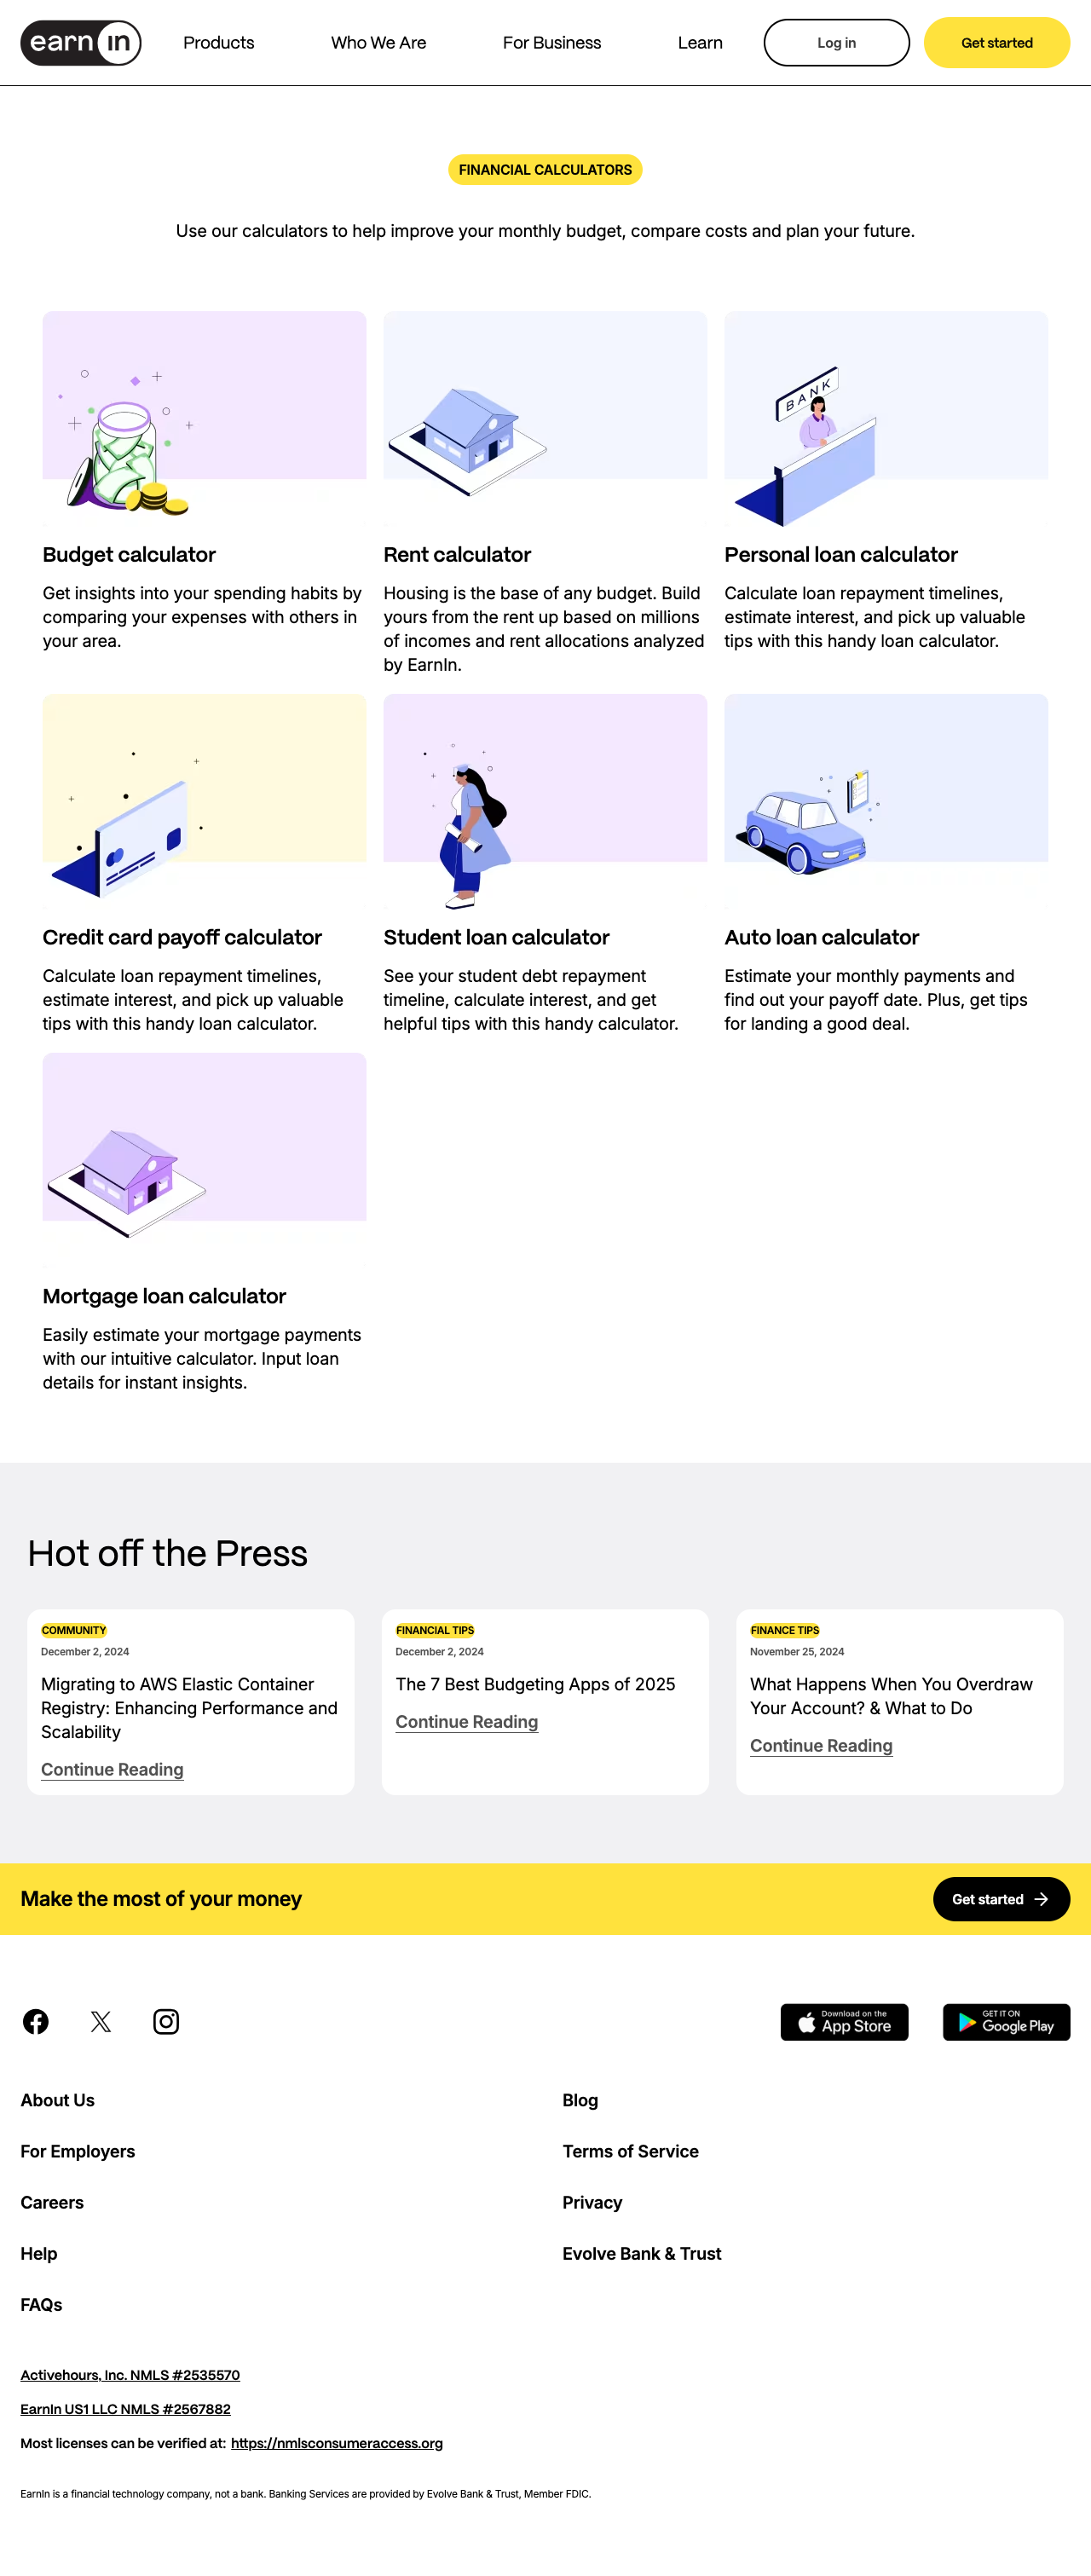 earn in
Products
Who We Are
For Business
Learn
Log in
Get started
FINANCIAL CALCULATORS
Use our calculators to help improve your monthly budget, compare costs and plan your future.
BANK
Budget calculator
Get insights into your spending habits by
comparing your expenses with others in
your area.
Rent calculator
Housing is the base of any budget. Build
yours from the rent up based on millions
of incomes and rent allocations analyzed
by EarnIn.
Personal loan calculator
Calculate loan repayment timelines,
estimate interest, and pick up valuable
tips with this handy loan calculator.
Credit card payoff calculator
Calculate loan repayment timelines,
estimate interest, and pick up valuable
tips with this handy loan calculator.
Student loan calculator
See your student debt repayment
timeline, calculate interest, and get
helpful tips with this handy calculator.
Auto loan calculator
Estimate your monthly payments and
find out your payoff date. Plus, get tips
for landing a good deal.
Mortgage loan calculator
Easily estimate your mortgage payments
with our intuitive calculator. Input loan
details for instant insights.
Hot off the Press
COMMUNITY
December 2, 2024
Migrating to AWS Elastic Container
Registry: Enhancing Performance and
Scalability
Continue Reading
FINANCIAL TIPS
December 2, 2024
The 7 Best Budgeting Apps of 2025
Continue Reading
FINANCE TIPS
November 25, 2024
What Happens When You Overdraw
Your Account? & What to Do
Continue Reading
Make the most of your money
Get started
Download on the
App Store
GET IT ON
Google Play
About Us
For Employers
Careers
Help
FAQs
Blog
Terms of Service
Privacy
Evolve Bank & Trust
Activehours, Inc. NMLS #2535570
EarnIn US1 LLC NMLS #2567882
Most licenses can be verified at: https://nmlsconsumeraccess.org
EarnIn is a financial technology company, not a bank. Banking Services are provided by Evolve Bank & Trust, Member FDIC.